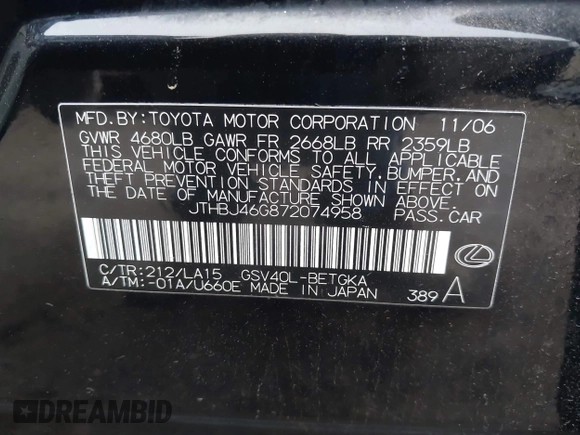 MFD.BY:TOYOTA MOTOR CORPORATION 11/06
GVWR 4680LB GAWR FR 2668LB RR 2359LB
THIS VEHICLE CONFORMS TO ALL APPLICABLE
FEDERAL MOTOR VEHICLE SAFETY,BUMPER,AND
THEFT PREVENTION STANDARDS IN EFFECT ON
THE DATE OF MANUFACTURE SHOWN ABOVE.
JTHBJ46G872074958 PASS.CAR
C/TR:212/LA15 GSV40L-BETGKA
A/TM:-01A/U660E MADE IN JAPAN 389 A
DREAMBID